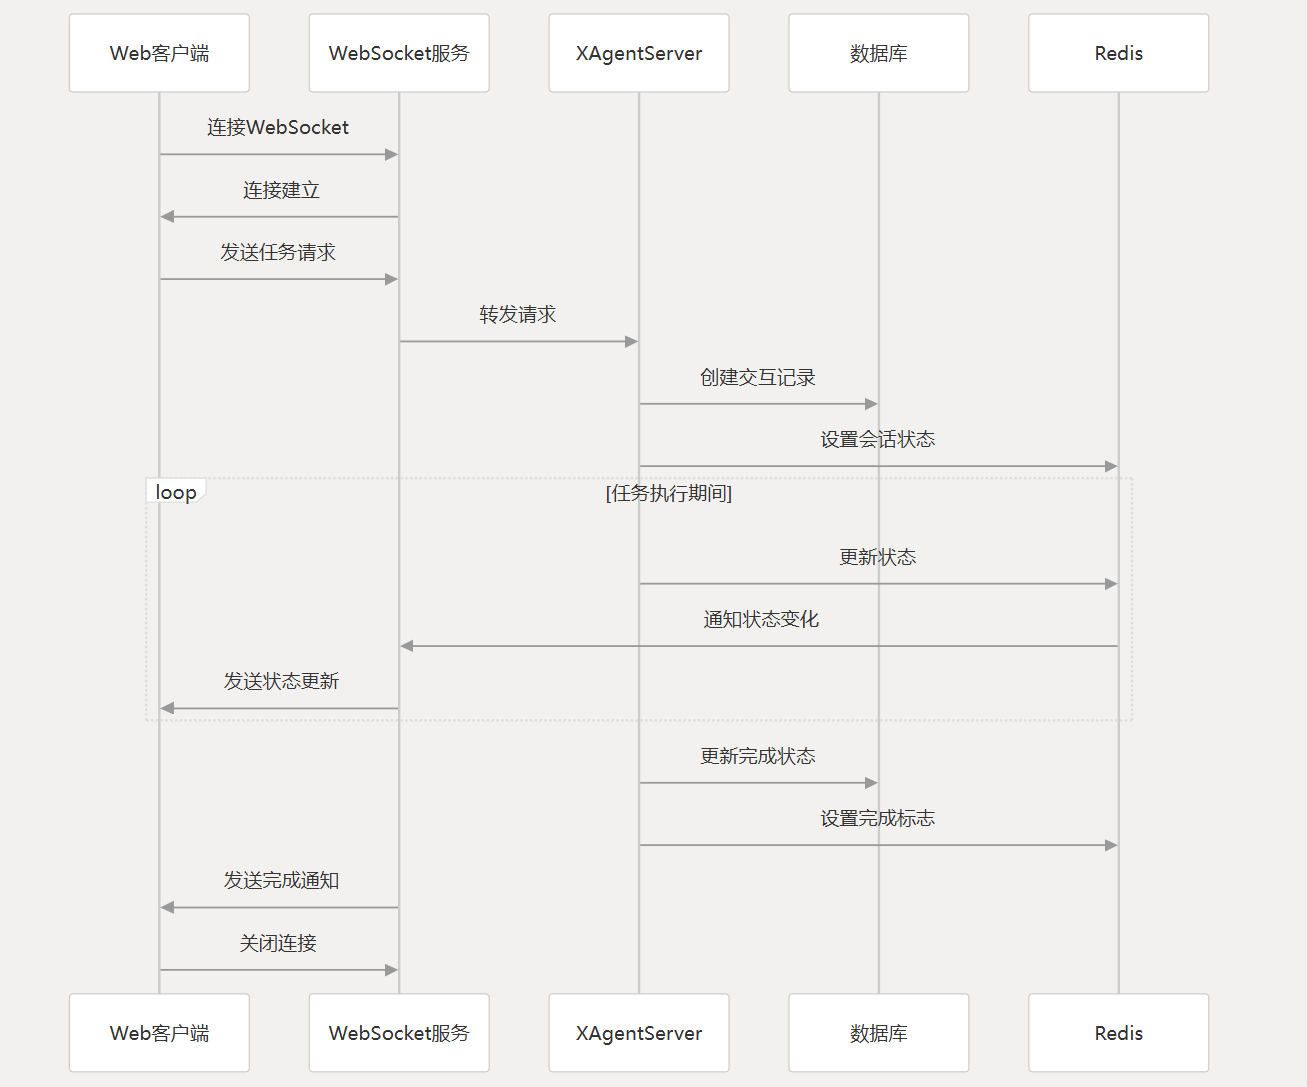 Web客户端
WebSocket服务
XAgentServer
数据库
Redis
连接WebSocket
连接建立
发送任务请求
转发请求
创建交互记录
设置会话状态
loop
[任务执行期间]
更新状态
通知状态变化
发送状态更新
更新完成状态
设置完成标志
发送完成通知
关闭连接
Web客户端
WebSocket服务
XAgentServer
数据库
Redis